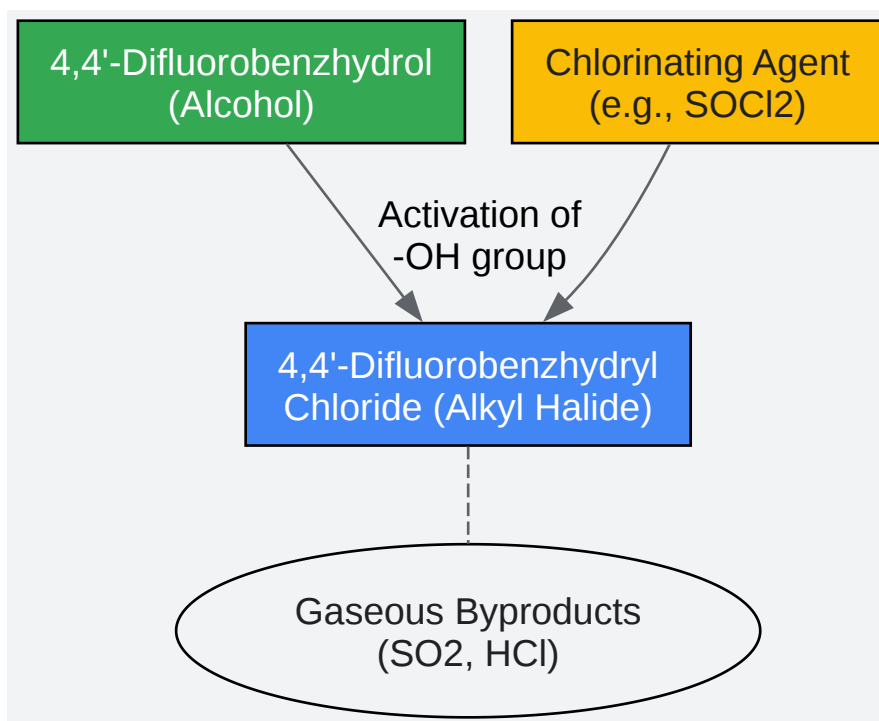 4,4'-Difluorobenzhydrol
(Alcohol)
Chlorinating Agent
(e.g., SOCl2)
Activation of
-OH group
4,4'-Difluorobenzhydryl
Chloride (Alkyl Halide)
Gaseous Byproducts
(SO2, HCl)